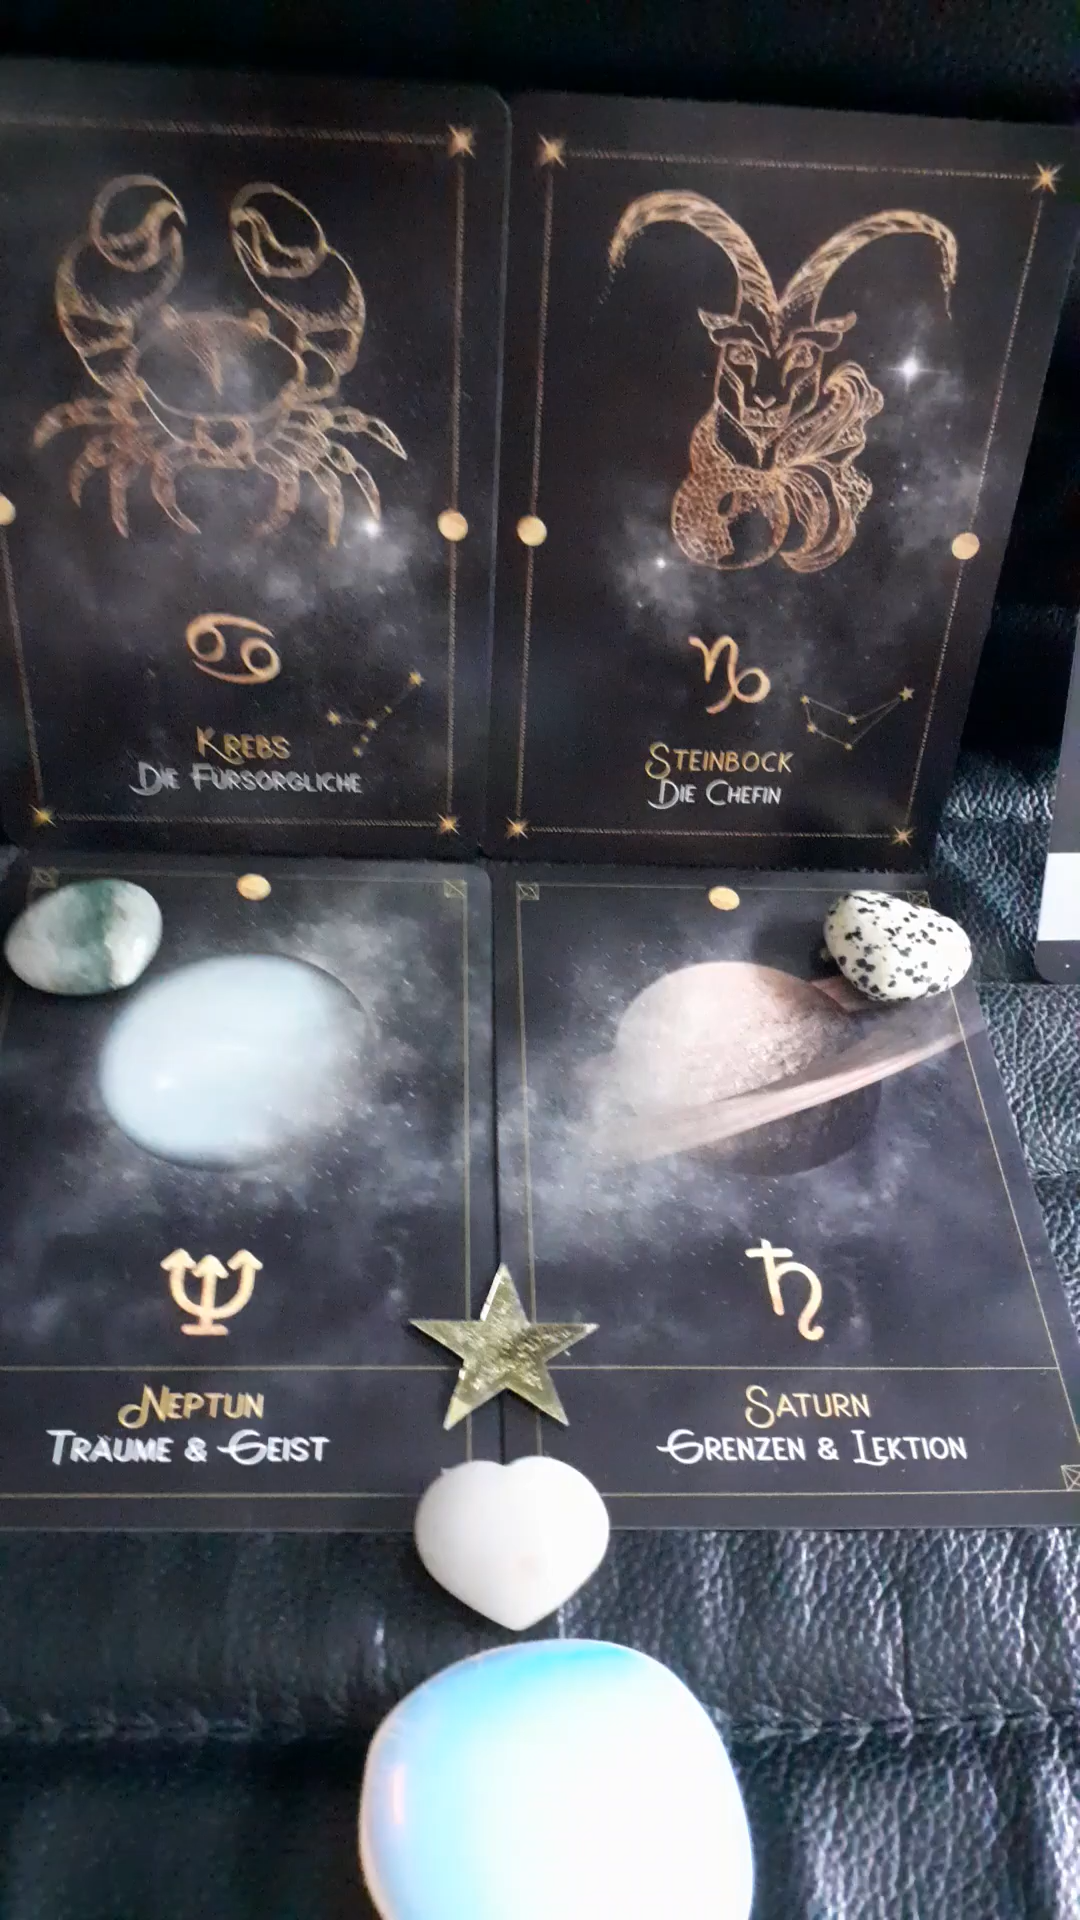 Krebs
Die Fürsorgliche
Steinbock
Die Chefin
Neptun
Träume & Geist
Saturn
Grenzen & Lektion